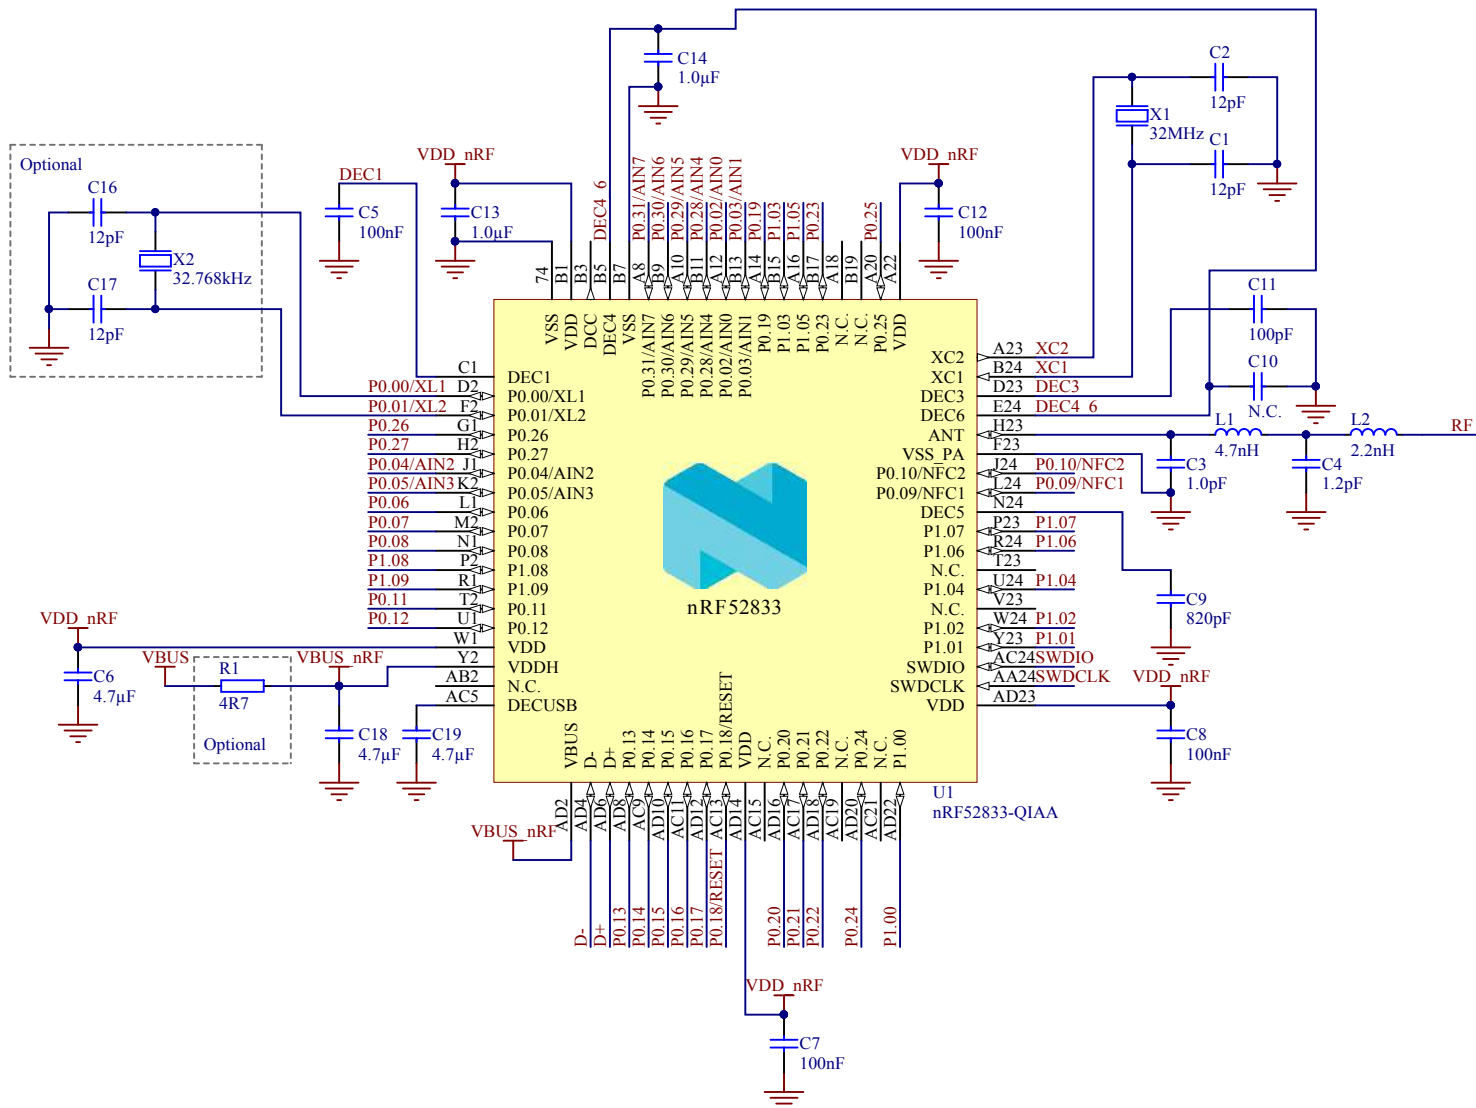 C14
1.0µF
C2
12pF
X1
32MHz
C1
12pF
Optional
C16
12pF
X2
32.768kHz
C17
12pF
DEC1
C5
100nF
VDD_nRF
C13
1.0µF
DEC4_6
P0.31/AIN7
P0.30/AIN6
P0.29/AIN5
P0.28/AIN4
P0.02/AIN0
P0.03/AIN1
P0.19
P1.03
P1.05
P0.23
P0.25
VDD_nRF
C12
100nF
74
B1
B3
B5
B7
A8
B9
A10
B11
A12
B13
A14
B15
A16
B17
A18
B19
A20
A22
VSS
VDD
DCC
DEC4
VSS
P0.31/AIN7
P0.30/AIN6
P0.29/AIN5
P0.28/AIN4
P0.02/AIN0
P0.03/AIN1
P0.19
P1.03
P1.05
P0.23
N.C.
N.C.
P0.25
VDD
C11
100pF
C10
N.C.
C1 DEC1
P0.00/XL1 D2 P0.00/XL1
P0.01/XL2 F2 P0.01/XL2
P0.26 G1 P0.26
P0.27 H2 P0.27
P0.04/AIN2 J1 P0.04/AIN2
P0.05/AIN3 K2 P0.05/AIN3
P0.06 L1 P0.06
P0.07 M2 P0.07
P0.08 N1 P0.08
P1.08 P2 P1.08
P1.09 R1 P1.09
P0.11 T2 P0.11
P0.12 U1 P0.12
W1 VDD
Y2 VDDH
AB2 N.C.
AC5 DECUSB
XC2 A23 XC2
XC1 B24 XC1
DEC3 D23 DEC3
DEC6 E24 DEC4_6
ANT H23
VSS_PA F23
P0.10/NFC2 J24 P0.10/NFC2
P0.09/NFC1 L24 P0.09/NFC1
DEC5 N24
P1.07 P23 P1.07
P1.06 R24 P1.06
N.C. T23
P1.04 U24 P1.04
N.C. V23
P1.02 W24 P1.02
P1.01 Y23 P1.01
SWDIO AC24 SWDIO
SWDCLK AA24 SWDCLK
VDD AD23
L1
4.7nH
L2
2.2nH
RF
C3
1.0pF
C4
1.2pF
nRF52833
C9
820pF
VDD_nRF
C6
4.7µF
VBUS
R1
4R7
Optional
VBUS_nRF
C18
4.7µF
C19
4.7µF
VDD_nRF
C8
100nF
VBUS
D-
D+
P0.13
P0.14
P0.15
P0.16
P0.17
P0.18/RESET
VDD
N.C.
P0.20
P0.21
P0.22
N.C.
P0.24
N.C.
P1.00
U1
nRF52833-QIAA
AD2
AD4
AD6
AD8
AC9
AD10
AC11
AD12
AC13
AD14
AC15
AD16
AC17
AD18
AC19
AD20
AC21
AD22
VBUS_nRF
D-
D+
P0.13
P0.14
P0.15
P0.16
P0.17
P0.18/RESET
P0.20
P0.21
P0.22
P0.24
P1.00
VDD_nRF
C7
100nF